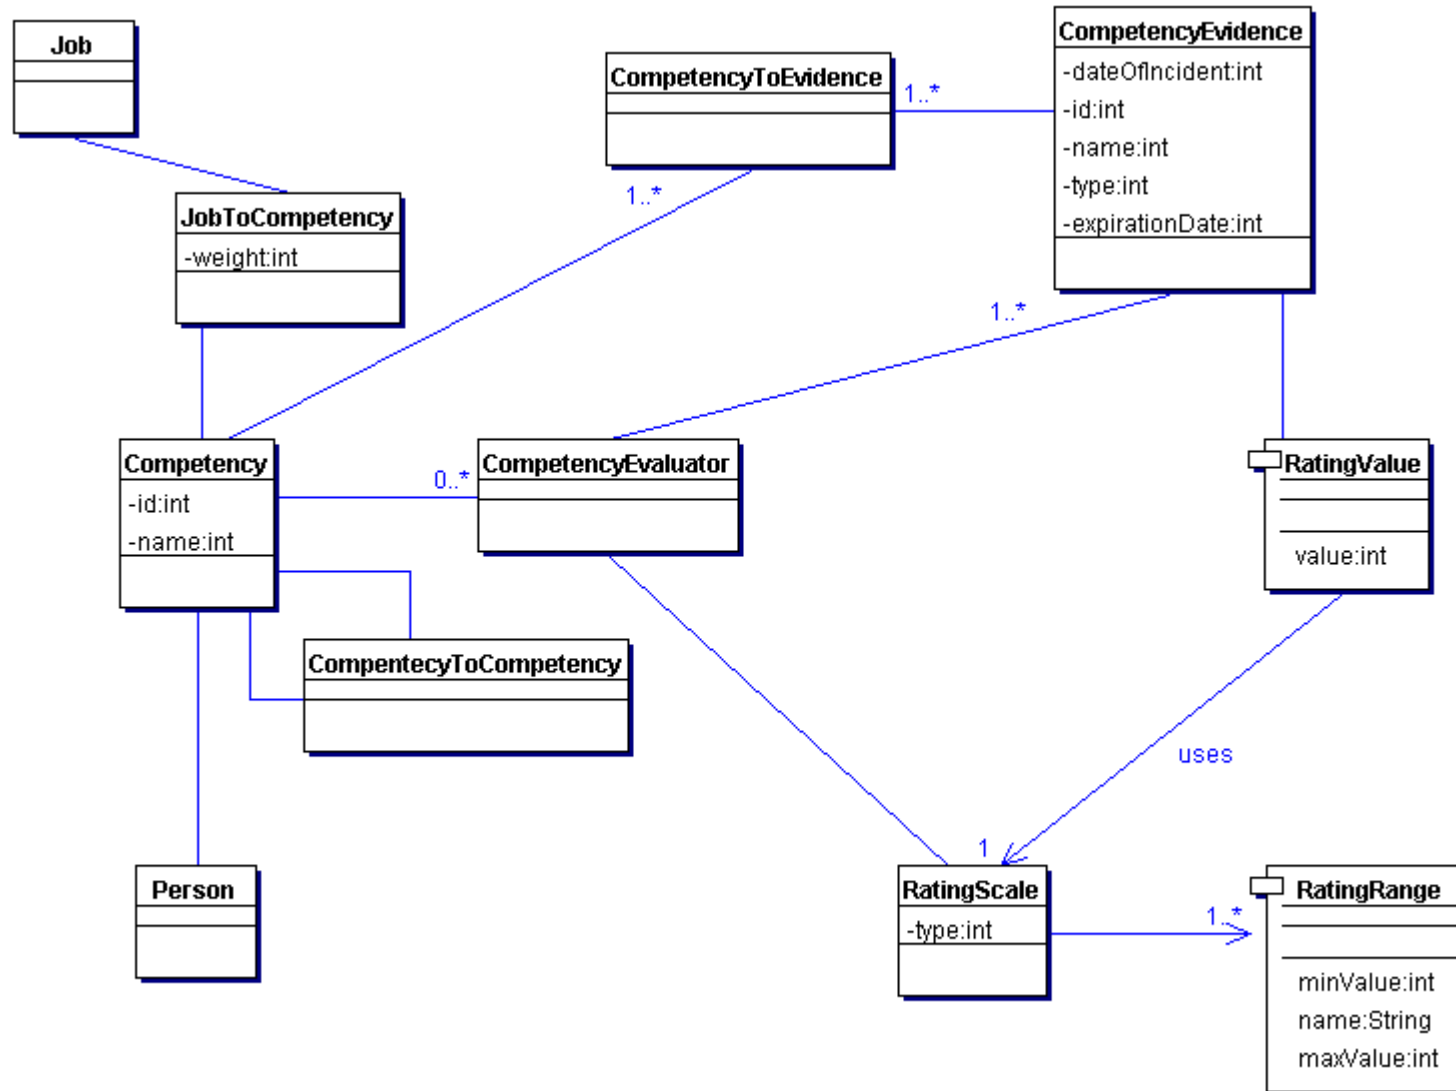 Job
CompetencyToEvidence
1..*
1..*
CompetencyEvidence
-dateOfIncident:int
-id:int
-name:int
-type:int
-expirationDate:int
JobToCompetency
-weight:int
1..*
Competency
-id:int
-name:int
0..*
CompetencyEvaluator
RatingValue
value:int
CompentecyToCompetency
uses
Person
1
RatingScale
-type:int
1..*
RatingRange
minValue:int
name:String
maxValue:int